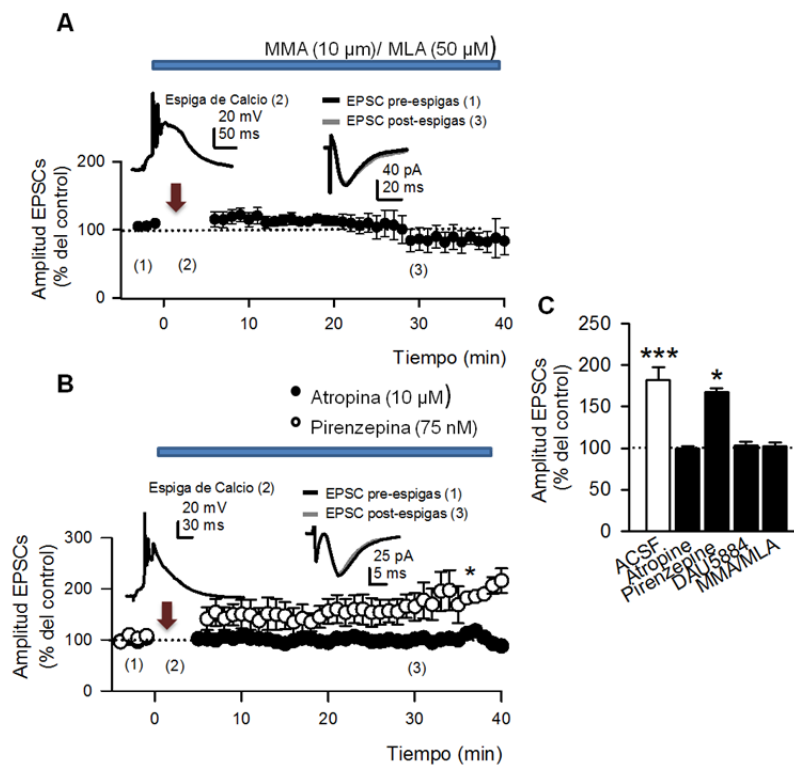 A
MMA (10 µm)/ MLA (50 µM)
Espiga de Calcio (2)
20 mV
50 ms
EPSC pre-espigas (1)
EPSC post-espigas (3)
40 pA
20 ms
Amplitud EPSCs
(% del control)
200
100
0
(1)
(2)
(3)
0
10
20
30
40
Tiempo (min)
B
Atropina (10 µM)
Pirenzepina (75 nM)
Espiga de Calcio (2)
20 mV
30 ms
EPSC pre-espigas (1)
EPSC post-espigas (3)
25 pA
5 ms
*
Amplitud EPSCs
(% del control)
300
200
100
0
(1)
(2)
(3)
0
10
20
30
40
Tiempo (min)
C
Amplitud EPSCs
(% del control)
250
200
150
100
50
0
***
*
ACSF
Atropine
Pirenzepine
DAU5884
MMA/MLA